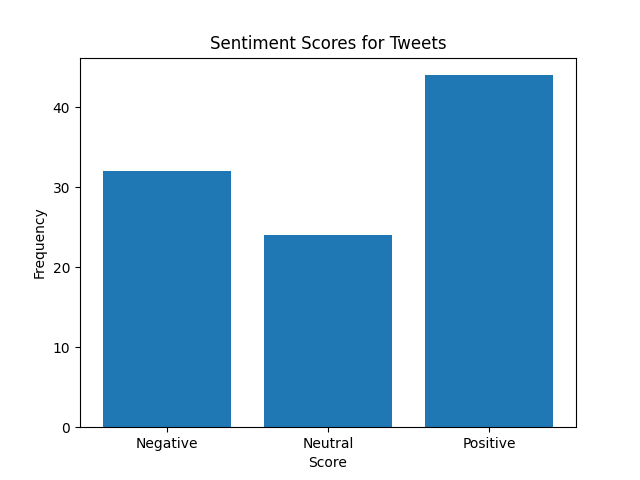 Sentiment Scores for Tweets
Frequency
40
30
20
10
0
Negative Neutral Positive
Score